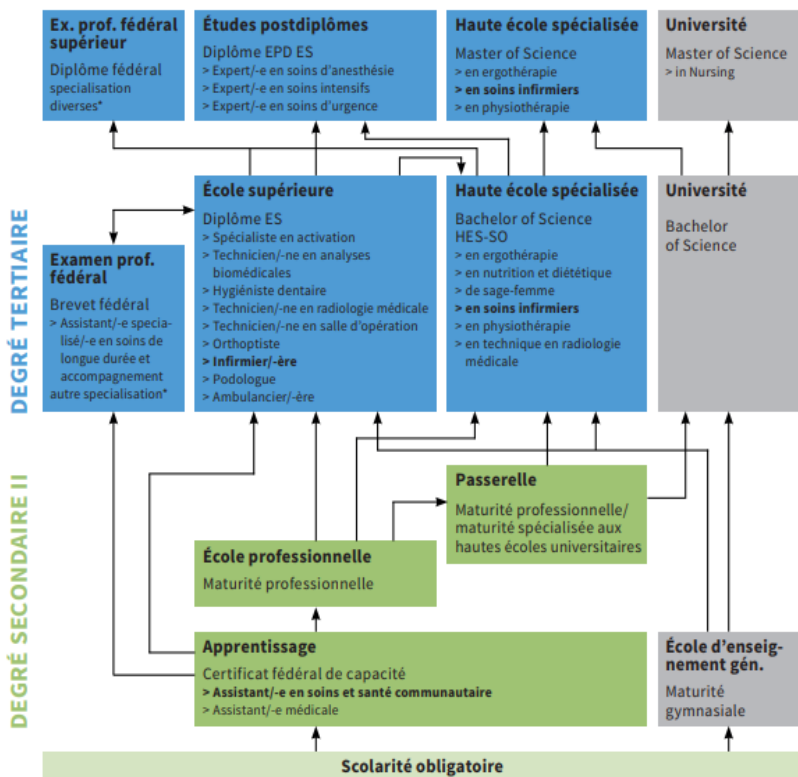 Ex. prof. fédéral
supérieur
Diplôme fédéral
specialisation
diverses*
Études postdiplômes
Diplôme EPD ES
> Expert/-e en soins d'anesthésie
> Expert/-e en soins intensifs
> Expert/-e en soins d'urgence
Haute école spécialisée
Master of Science
> en ergothérapie
> en soins infirmiers
> en physiothérapie
Université
Master of Science
> in Nursing
DEGRÉ TERTIAIRE
Examen prof.
fédéral
Brevet fédéral
> Assistant/-e specia-
lisé/-e en soins de
longue durée et
accompagnement
autre specialisation*
École supérieure
Diplôme ES
> Spécialiste en activation
> Technicien/-ne en analyses
biomédicales
> Hygiéniste dentaire
> Technicien/-ne en radiologie médicale
> Technicien/-ne en salle d'opération
> Orthoptiste
> Infirmier/-ère
> Podologue
> Ambulancier/-ère
Haute école spécialisée
Bachelor of Science
HES-SO
> en ergothérapie
> en nutrition et diététique
> de sage-femme
> en soins infirmiers
> en physiothérapie
> en technique en radiologie
médicale
Université
Bachelor
of Science
DEGRÉ SECONDAIRE II
Passerelle
Maturité professionnelle/
maturité spécialisée aux
hautes écoles universitaires
École professionnelle
Maturité professionnelle
Apprentissage
Certificat fédéral de capacité
> Assistant/-e en soins et santé communautaire
> Assistant/-e médicale
École d'enseig-
nement gén.
Maturité
gymnasiale
Scolarité obligatoire